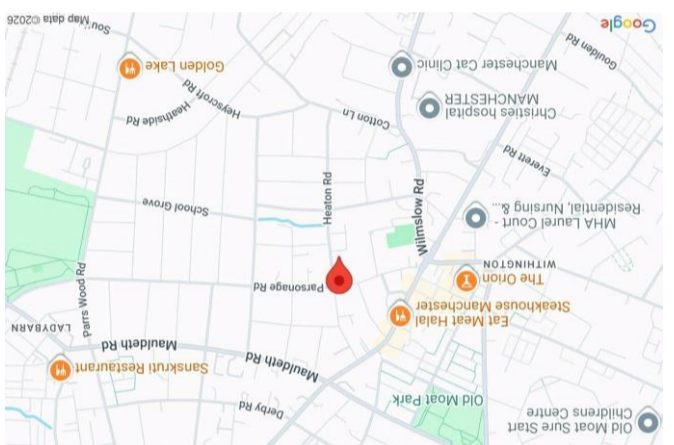 Old Moat Sure Start
Childrens Centre
Derby Rd
Old Moat Park
Sanskruti Restaurant
Mauldeth Rd
Mauldeth Rd
LADYBARN
Eat Meat Halal
Steakhouse Manchester
Parsonage Rd
The Orion
WITHINGTON
Parrs Wood Rd
MHA Laurel Court -
Residential, Nursing &...
Wilmslow Rd
School Grove
Heaton Rd
Everett Rd
Heathside Rd
Cotton Ln
Christies hospital
MANCHESTER
Heyscroft Rd
Manchester Cat Clinic
Golden Lake
Goulden Rd
Sou...
Google
Map data ©2026